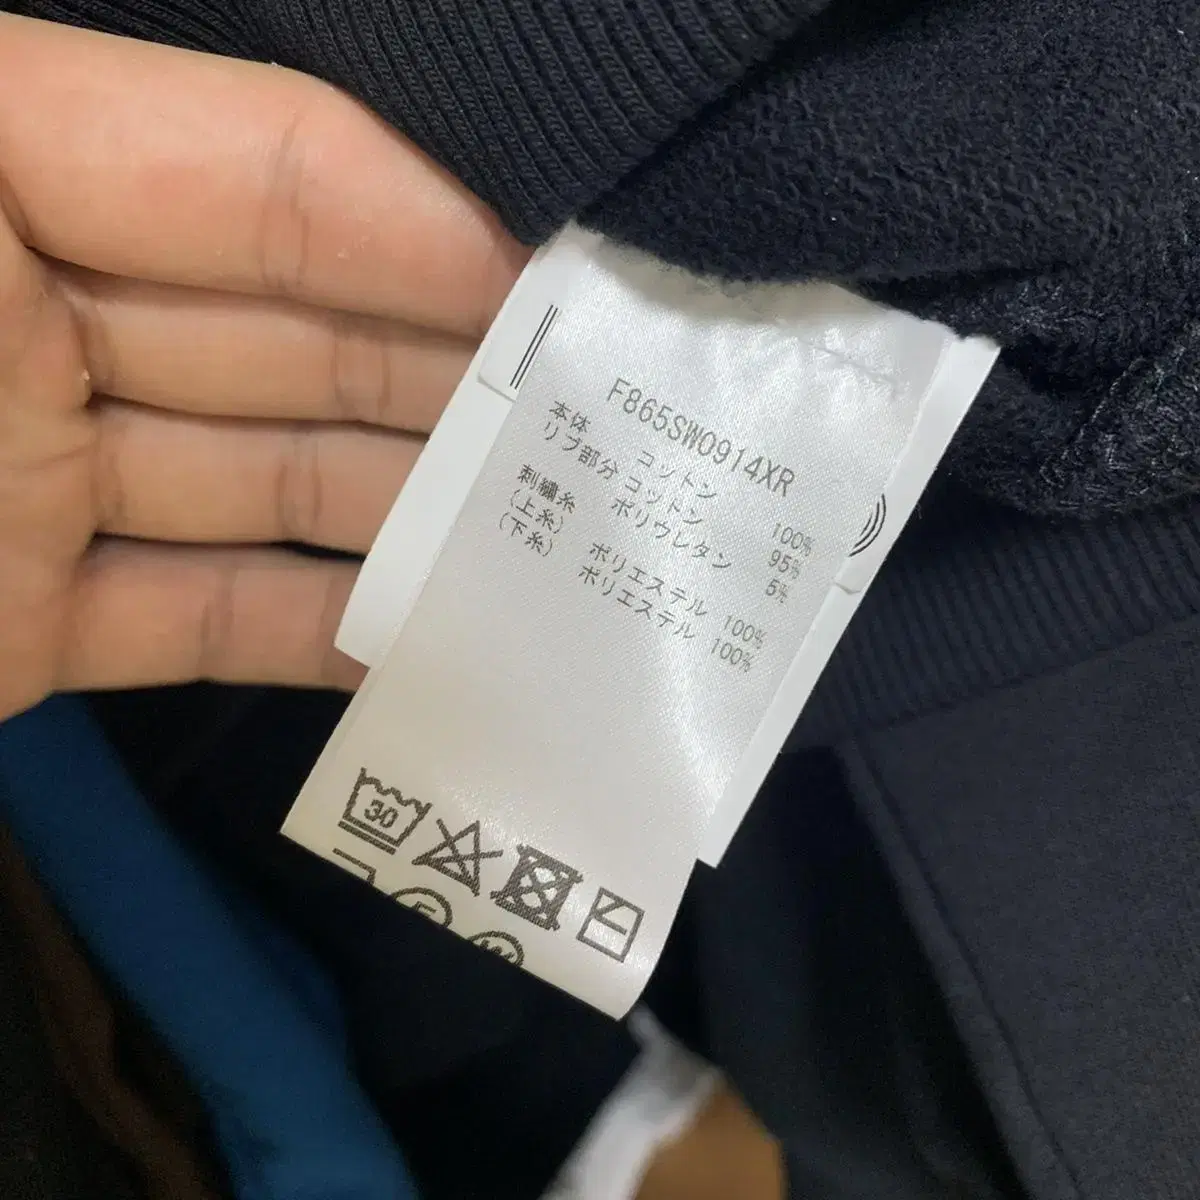 F865SW0914XR
本体 コットン 100%
リブ部分 コットン 95%
ポリウレタン 5%
刺繍糸
(上糸) ポリエステル 100%
(下糸) ポリエステル 100%
30